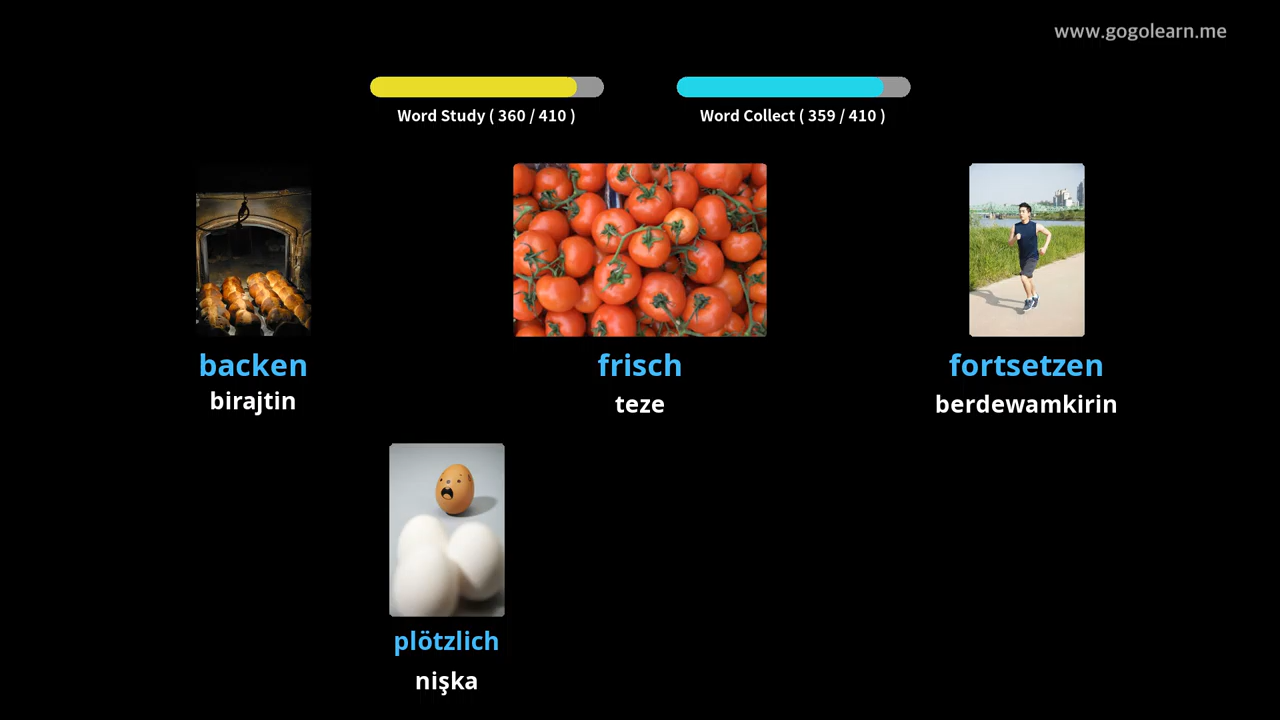 www.gogolearn.me
Word Study ( 360 / 410 )
Word Collect ( 359 / 410 )
backen
birajtin
frisch
teze
fortsetzen
berdewamkirin
plötzlich
nişka